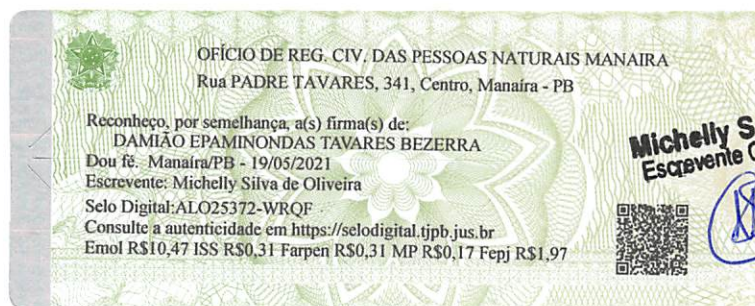 OFÍCIO DE REG. CIV. DAS PESSOAS NATURAIS MANAIRA
Rua PADRE TAVARES, 341, Centro, Manaíra - PB
Reconheço, por semelhança, a(s) firma(s) de:
DAMIÃO EPAMINONDAS TAVARES BEZERRA
Dou fé. Manaíra/PB - 19/05/2021
Escrevente: Michelly Silva de Oliveira
Selo Digital:ALO25372-WRQF
Consulte a autenticidade em https://selodigital.tjpb.jus.br
Emol R$10,47 ISS R$0,31 Farpen R$0,31 MP R$0,17 Fepj R$1,97
Michelly S
Escrevente